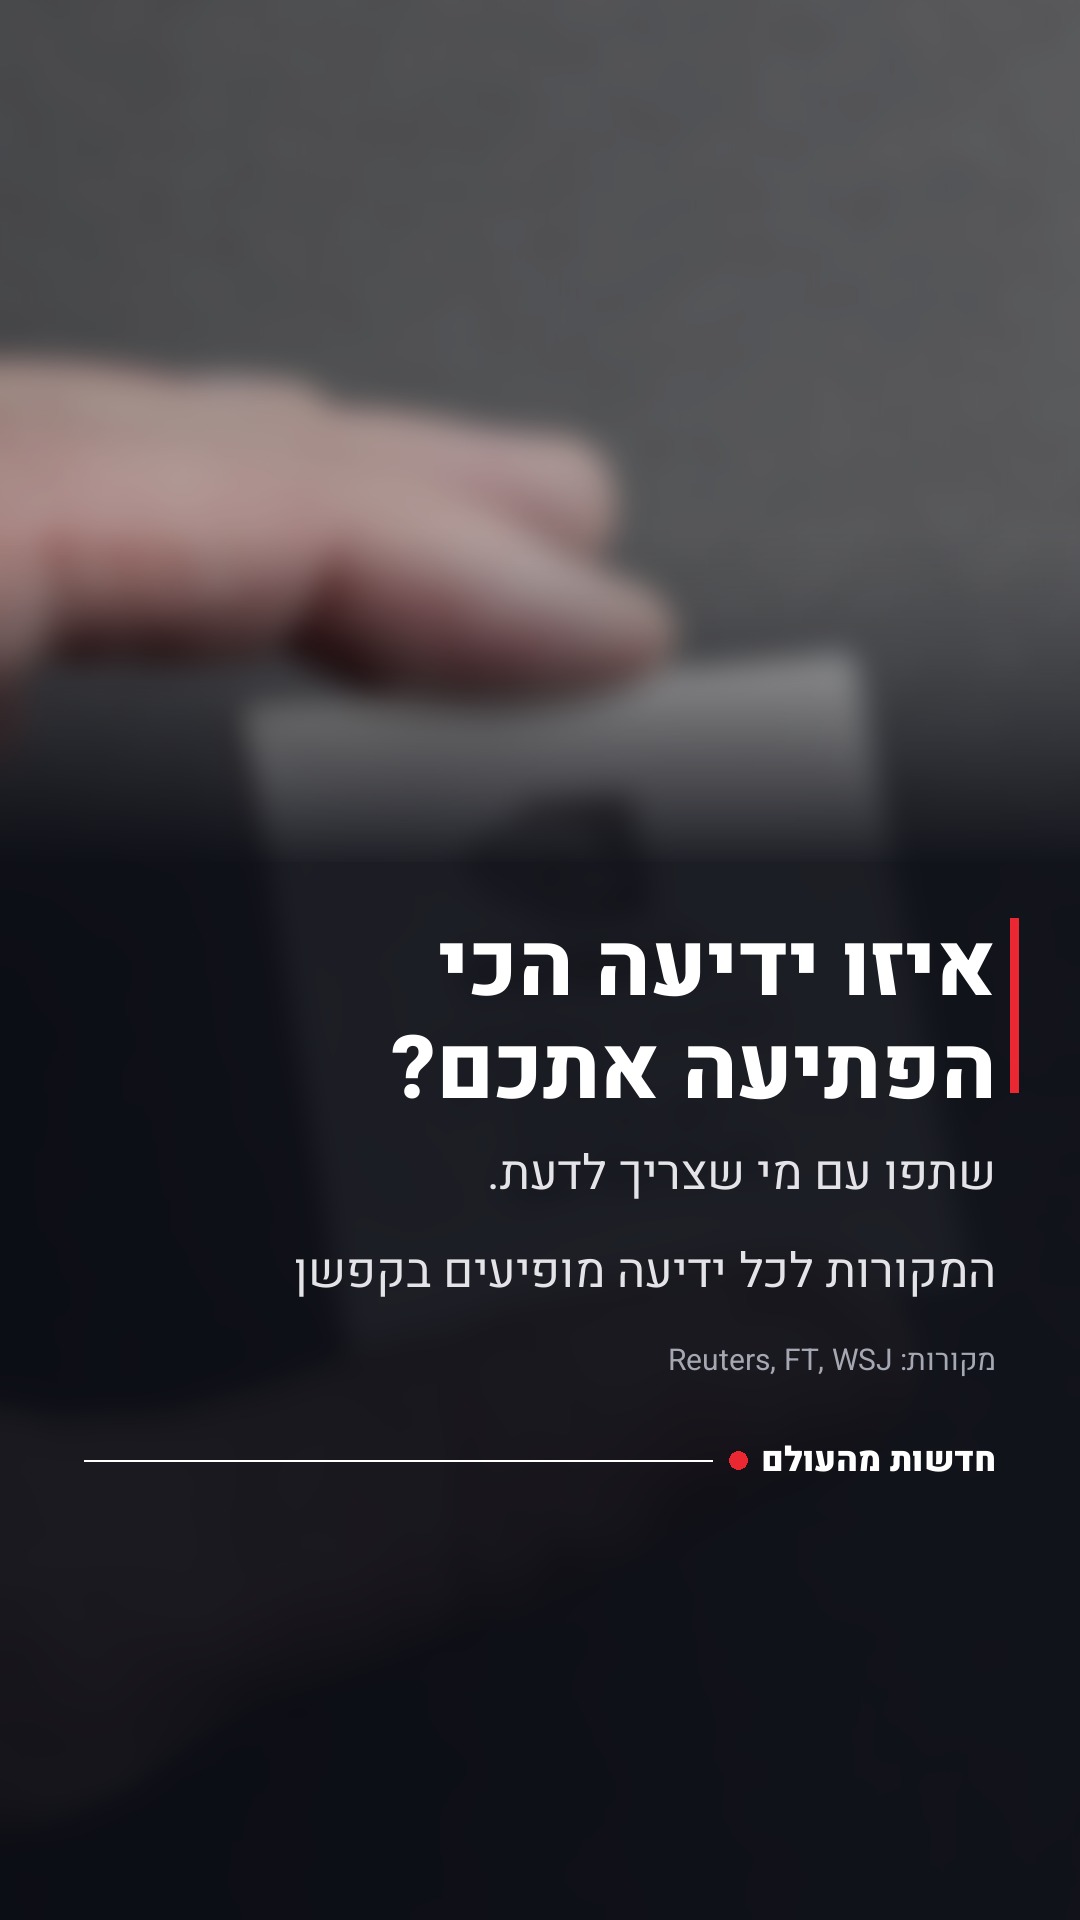 איזו ידיעה הכי
הפתיעה אתכם?
שתפו עם מי שצריך לדעת.
המקורות לכל ידיעה מופיעים בקפשן
מקורות: Reuters, FT, WSJ
חדשות מהעולם